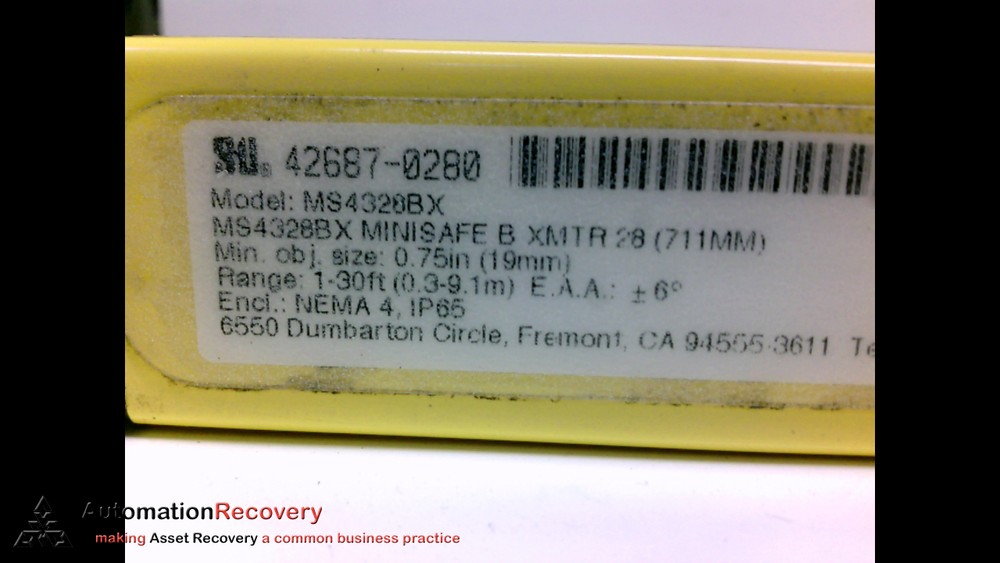 42687-0280
Model: MS4328BX
MS4328BX MINISAFE B XMTR 28 (711MM)
Min. obj. size: 0.75in (19mm)
Range: 1-30ft (0.3-9.1m) E.A.A.: ± 6°
Encl.: NEMA 4, IP65
6550 Dumbarton Circle, Fremont, CA 94555-3611 Te
AutomationRecovery
making Asset Recovery a common business practice